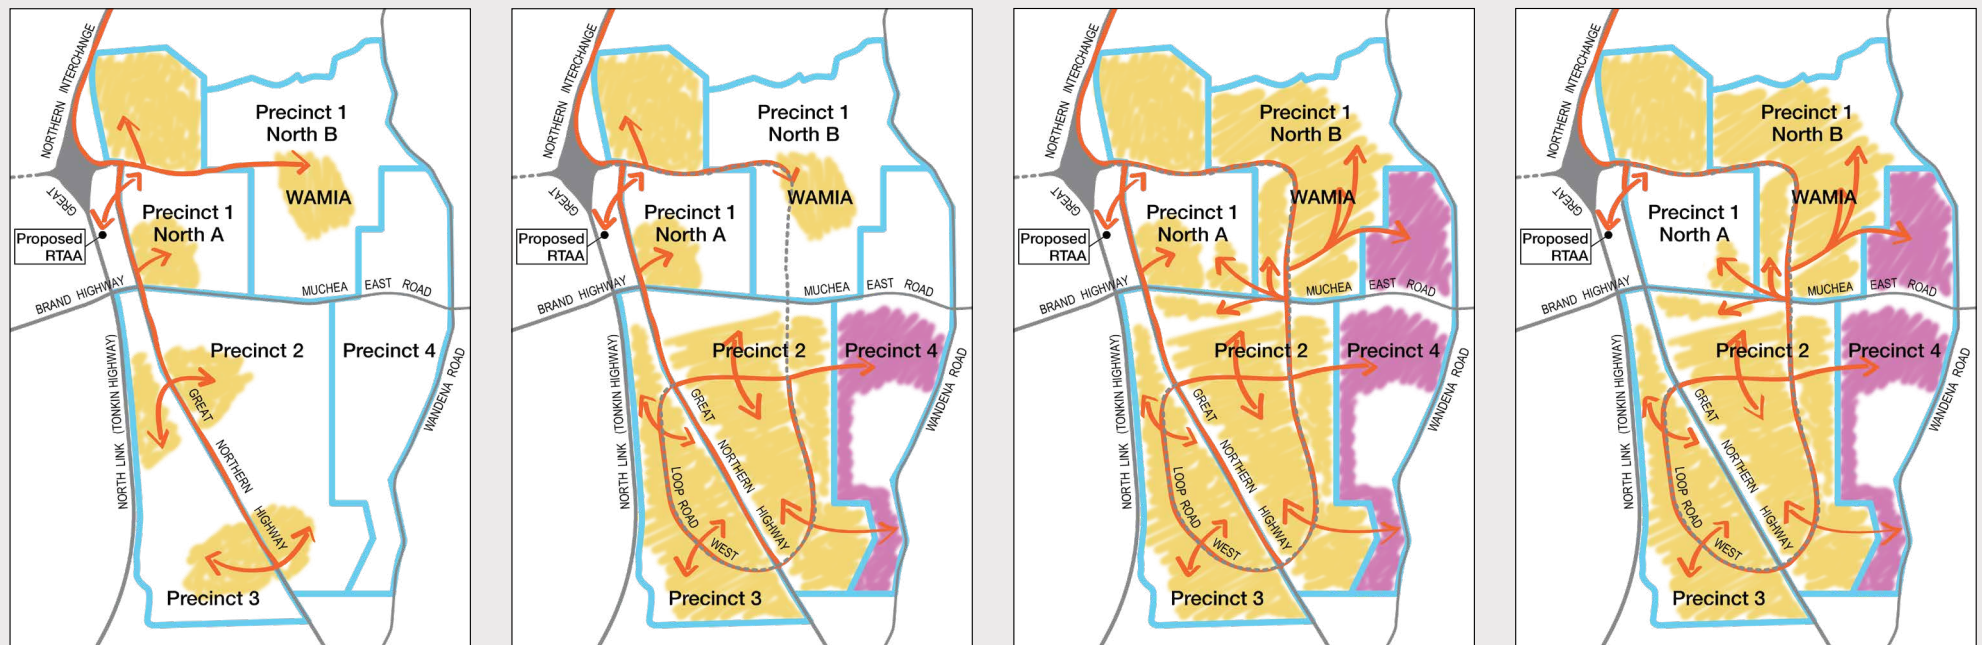 NORTHERN INTERCHANGE
GREAT
Proposed
RTAA
BRAND HIGHWAY
Precinct 1
North B
WAMIA
Precinct 1
North A
MUCHEA EAST ROAD
Precinct 2
Precinct 4
NORTH LINK (TONKIN HIGHWAY)
GREAT NORTHERN HIGHWAY
WANDENA ROAD
Precinct 3
NORTHERN INTERCHANGE
GREAT
Proposed
RTAA
BRAND HIGHWAY
Precinct 1
North B
WAMIA
Precinct 1
North A
MUCHEA EAST ROAD
Precinct 2
Precinct 4
NORTH LINK (TONKIN HIGHWAY)
GREAT NORTHERN HIGHWAY
LOOP ROAD WEST
WANDENA ROAD
Precinct 3
NORTHERN INTERCHANGE
GREAT
Proposed
RTAA
BRAND HIGHWAY
Precinct 1
North B
WAMIA
Precinct 1
North A
MUCHEA EAST ROAD
Precinct 2
Precinct 4
NORTH LINK (TONKIN HIGHWAY)
GREAT NORTHERN HIGHWAY
LOOP ROAD WEST
WANDENA ROAD
Precinct 3
NORTHERN INTERCHANGE
GREAT
Proposed
RTAA
BRAND HIGHWAY
Precinct 1
North B
WAMIA
Precinct 1
North A
MUCHEA EAST ROAD
Precinct 2
Precinct 4
NORTH LINK (TONKIN HIGHWAY)
GREAT NORTHERN HIGHWAY
LOOP ROAD WEST
WANDENA ROAD
Precinct 3